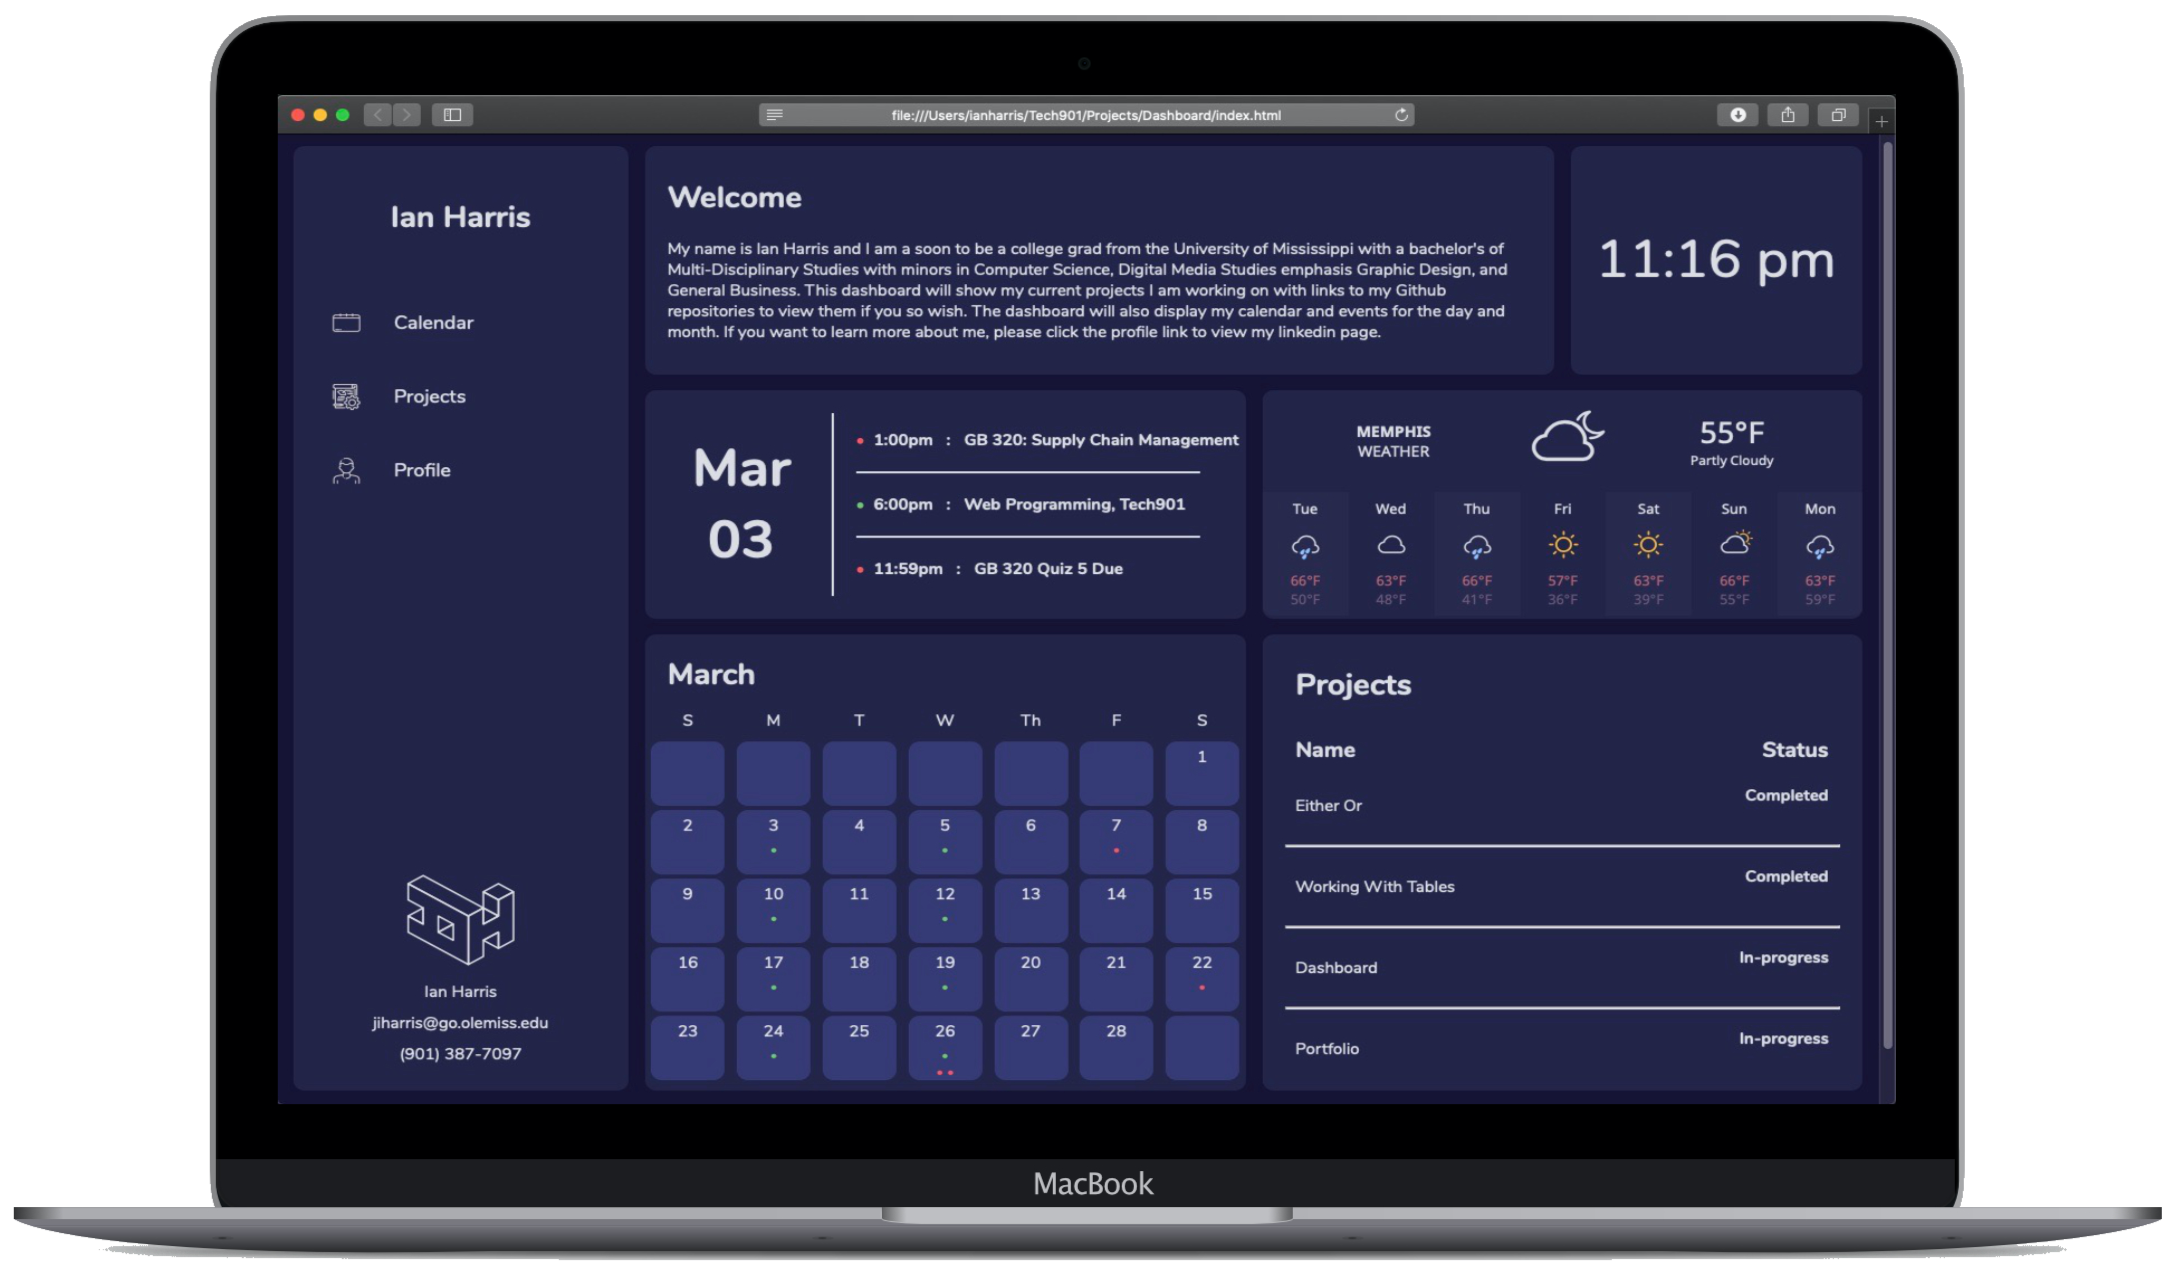 file:///Users/ianharris/Tech901/Projects/Dashboard/index.html
Ian Harris
Calendar
Projects
Profile
Ian Harris
jiharris@go.olemiss.edu
(901) 387-7097
Welcome
My name is Ian Harris and I am a soon to be a college grad from the University of Mississippi with a bachelor's of
Multi-Disciplinary Studies with minors in Computer Science, Digital Media Studies emphasis Graphic Design, and
General Business. This dashboard will show my current projects I am working on with links to my Github
repositories to view them if you so wish. The dashboard will also display my calendar and events for the day and
month. If you want to learn more about me, please click the profile link to view my linkedin page.
11:16 pm
Mar
03
1:00pm : GB 320: Supply Chain Management
6:00pm : Web Programming, Tech901
11:59pm : GB 320 Quiz 5 Due
MEMPHIS
WEATHER
55°F
Partly Cloudy
Tue Wed Thu Fri Sat Sun Mon
66°F 63°F 66°F 57°F 63°F 66°F 63°F
50°F 48°F 41°F 36°F 39°F 55°F 59°F
March
S M T W Th F S
1
2 3 4 5 6 7 8
9 10 11 12 13 14 15
16 17 18 19 20 21 22
23 24 25 26 27 28
Projects
Name Status
Either Or Completed
Working With Tables Completed
Dashboard In-progress
Portfolio In-progress
MacBook